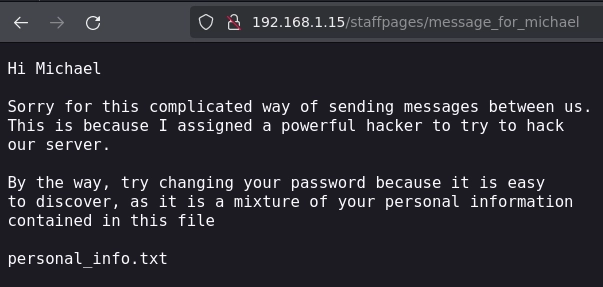 192.168.1.15/staffpages/message_for_michael
Hi Michael
Sorry for this complicated way of sending messages between us.
This is because I assigned a powerful hacker to try to hack
our server.
By the way, try changing your password because it is easy
to discover, as it is a mixture of your personal information
contained in this file
personal_info.txt